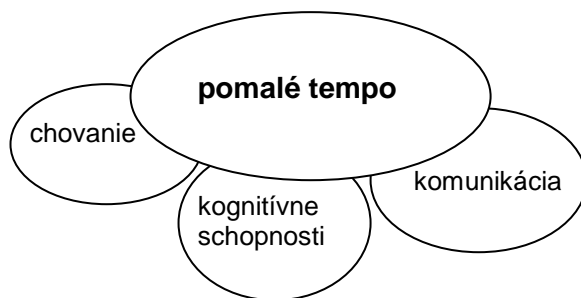 pomalé tempo
chovanie
komunikácia
kognitívne
schopnosti